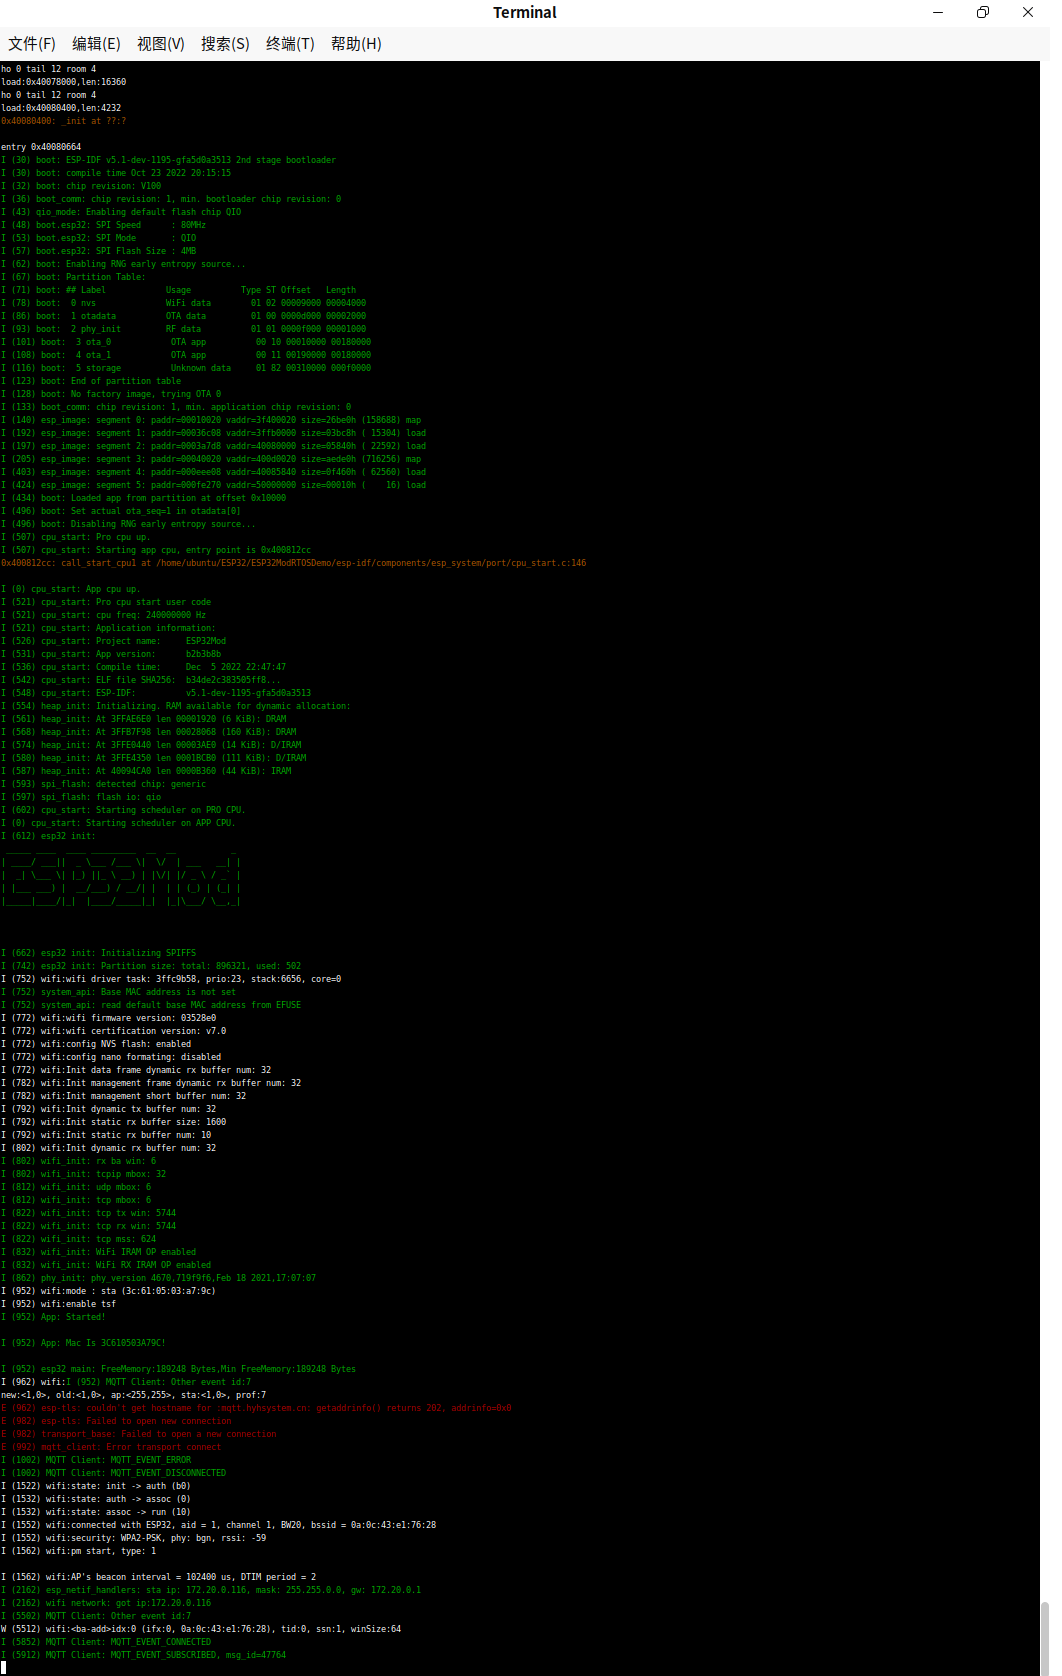 Terminal
文件(F) 编辑(E) 视图(V) 搜索(S) 终端(T) 帮助(H)
ho 0 tail 12 room 4
load:0x40078000,len:16360
ho 0 tail 12 room 4
load:0x40080400,len:4232
0x40080400: _init at ??:?
entry 0x40080664
I (30) boot: ESP-IDF v5.1-dev-1195-gfa5d0a3513 2nd stage bootloader
I (30) boot: compile time Oct 23 2022 20:15:15
I (32) boot: chip revision: V100
I (36) boot_comm: chip revision: 1, min. bootloader chip revision: 0
I (43) qio_mode: Enabling default flash chip QIO
I (48) boot.esp32: SPI Speed      : 80MHz
I (53) boot.esp32: SPI Mode       : QIO
I (57) boot.esp32: SPI Flash Size : 4MB
I (62) boot: Enabling RNG early entropy source...
I (67) boot: Partition Table:
I (71) boot: ## Label            Usage          Type ST Offset   Length
I (78) boot:  0 nvs              WiFi data        01 02 00009000 00004000
I (86) boot:  1 otadata          OTA data         01 00 0000d000 00002000
I (93) boot:  2 phy_init         RF data          01 01 0000f000 00001000
I (101) boot:  3 ota_0            OTA app          00 10 00010000 00180000
I (108) boot:  4 ota_1            OTA app          00 11 00190000 00180000
I (116) boot:  5 storage          Unknown data     01 82 00310000 000f0000
I (123) boot: End of partition table
I (128) boot: No factory image, trying OTA 0
I (133) boot_comm: chip revision: 1, min. application chip revision: 0
I (140) esp_image: segment 0: paddr=00010020 vaddr=3f400020 size=26be0h (158688) map
I (192) esp_image: segment 1: paddr=00036c08 vaddr=3ffb0000 size=03bc8h ( 15304) load
I (197) esp_image: segment 2: paddr=0003a7d8 vaddr=40080000 size=05840h ( 22592) load
I (205) esp_image: segment 3: paddr=00040020 vaddr=400d0020 size=aede0h (716256) map
I (403) esp_image: segment 4: paddr=000eee08 vaddr=40085840 size=0f460h ( 62560) load
I (424) esp_image: segment 5: paddr=000fe270 vaddr=50000000 size=00010h (    16) load
I (434) boot: Loaded app from partition at offset 0x10000
I (496) boot: Set actual ota_seq=1 in otadata[0]
I (496) boot: Disabling RNG early entropy source...
I (507) cpu_start: Pro cpu up.
I (507) cpu_start: Starting app cpu, entry point is 0x400812cc
0x400812cc: call_start_cpu1 at /home/ubuntu/ESP32/ESP32ModRTOSDemo/esp-idf/components/esp_system/port/cpu_start.c:146
I (0) cpu_start: App cpu up.
I (521) cpu_start: Pro cpu start user code
I (521) cpu_start: cpu freq: 240000000 Hz
I (521) cpu_start: Application information:
I (526) cpu_start: Project name:     ESP32Mod
I (531) cpu_start: App version:      b2b3b8b
I (536) cpu_start: Compile time:     Dec  5 2022 22:47:47
I (542) cpu_start: ELF file SHA256:  b34de2c383505ff8...
I (548) cpu_start: ESP-IDF:          v5.1-dev-1195-gfa5d0a3513
I (554) heap_init: Initializing. RAM available for dynamic allocation:
I (561) heap_init: At 3FFAE6E0 len 00001920 (6 KiB): DRAM
I (568) heap_init: At 3FFB7F98 len 00028068 (160 KiB): DRAM
I (574) heap_init: At 3FFE0440 len 00003AE0 (14 KiB): D/IRAM
I (580) heap_init: At 3FFE4350 len 0001BCB0 (111 KiB): D/IRAM
I (587) heap_init: At 40094CA0 len 0000B360 (44 KiB): IRAM
I (593) spi_flash: detected chip: generic
I (597) spi_flash: flash io: qio
I (602) cpu_start: Starting scheduler on PRO CPU.
I (0) cpu_start: Starting scheduler on APP CPU.
I (612) esp32 init:
ESP32Mod
I (662) esp32 init: Initializing SPIFFS
I (742) esp32 init: Partition size: total: 896321, used: 502
I (752) wifi:wifi driver task: 3ffc9b58, prio:23, stack:6656, core=0
I (752) system_api: Base MAC address is not set
I (752) system_api: read default base MAC address from EFUSE
I (772) wifi:wifi firmware version: 03528e0
I (772) wifi:wifi certification version: v7.0
I (772) wifi:config NVS flash: enabled
I (772) wifi:config nano formating: disabled
I (772) wifi:Init data frame dynamic rx buffer num: 32
I (782) wifi:Init management frame dynamic rx buffer num: 32
I (782) wifi:Init management short buffer num: 32
I (792) wifi:Init dynamic tx buffer num: 32
I (792) wifi:Init static rx buffer size: 1600
I (792) wifi:Init static rx buffer num: 10
I (802) wifi:Init dynamic rx buffer num: 32
I (802) wifi_init: rx ba win: 6
I (802) wifi_init: tcpip mbox: 32
I (812) wifi_init: udp mbox: 6
I (812) wifi_init: tcp mbox: 6
I (822) wifi_init: tcp tx win: 5744
I (822) wifi_init: tcp rx win: 5744
I (822) wifi_init: tcp mss: 624
I (832) wifi_init: WiFi IRAM OP enabled
I (832) wifi_init: WiFi RX IRAM OP enabled
I (862) phy_init: phy_version 4670,719f9f6,Feb 18 2021,17:07:07
I (952) wifi:mode : sta (3c:61:05:03:a7:9c)
I (952) wifi:enable tsf
I (952) App: Started!
I (952) App: Mac Is 3C610503A79C!
I (952) esp32 main: FreeMemory:189248 Bytes,Min FreeMemory:189248 Bytes
I (962) wifi:I (952) MQTT Client: Other event id:7
new:<1,0>, old:<1,0>, ap:<255,255>, sta:<1,0>, prof:7
E (962) esp-tls: couldn't get hostname for :mqtt.hyhsystem.cn: getaddrinfo() returns 202, addrinfo=0x0
E (982) esp-tls: Failed to open new connection
E (982) transport_base: Failed to open a new connection
E (992) mqtt_client: Error transport connect
I (1002) MQTT Client: MQTT_EVENT_ERROR
I (1002) MQTT Client: MQTT_EVENT_DISCONNECTED
I (1522) wifi:state: init -> auth (b0)
I (1532) wifi:state: auth -> assoc (0)
I (1532) wifi:state: assoc -> run (10)
I (1552) wifi:connected with ESP32, aid = 1, channel 1, BW20, bssid = 0a:0c:43:e1:76:28
I (1552) wifi:security: WPA2-PSK, phy: bgn, rssi: -59
I (1562) wifi:pm start, type: 1
I (1562) wifi:AP's beacon interval = 102400 us, DTIM period = 2
I (2162) esp_netif_handlers: sta ip: 172.20.0.116, mask: 255.255.0.0, gw: 172.20.0.1
I (2162) wifi network: got ip:172.20.0.116
I (5502) MQTT Client: Other event id:7
W (5512) wifi:<ba-add>idx:0 (ifx:0, 0a:0c:43:e1:76:28), tid:0, ssn:1, winSize:64
I (5852) MQTT Client: MQTT_EVENT_CONNECTED
I (5912) MQTT Client: MQTT_EVENT_SUBSCRIBED, msg_id=47764